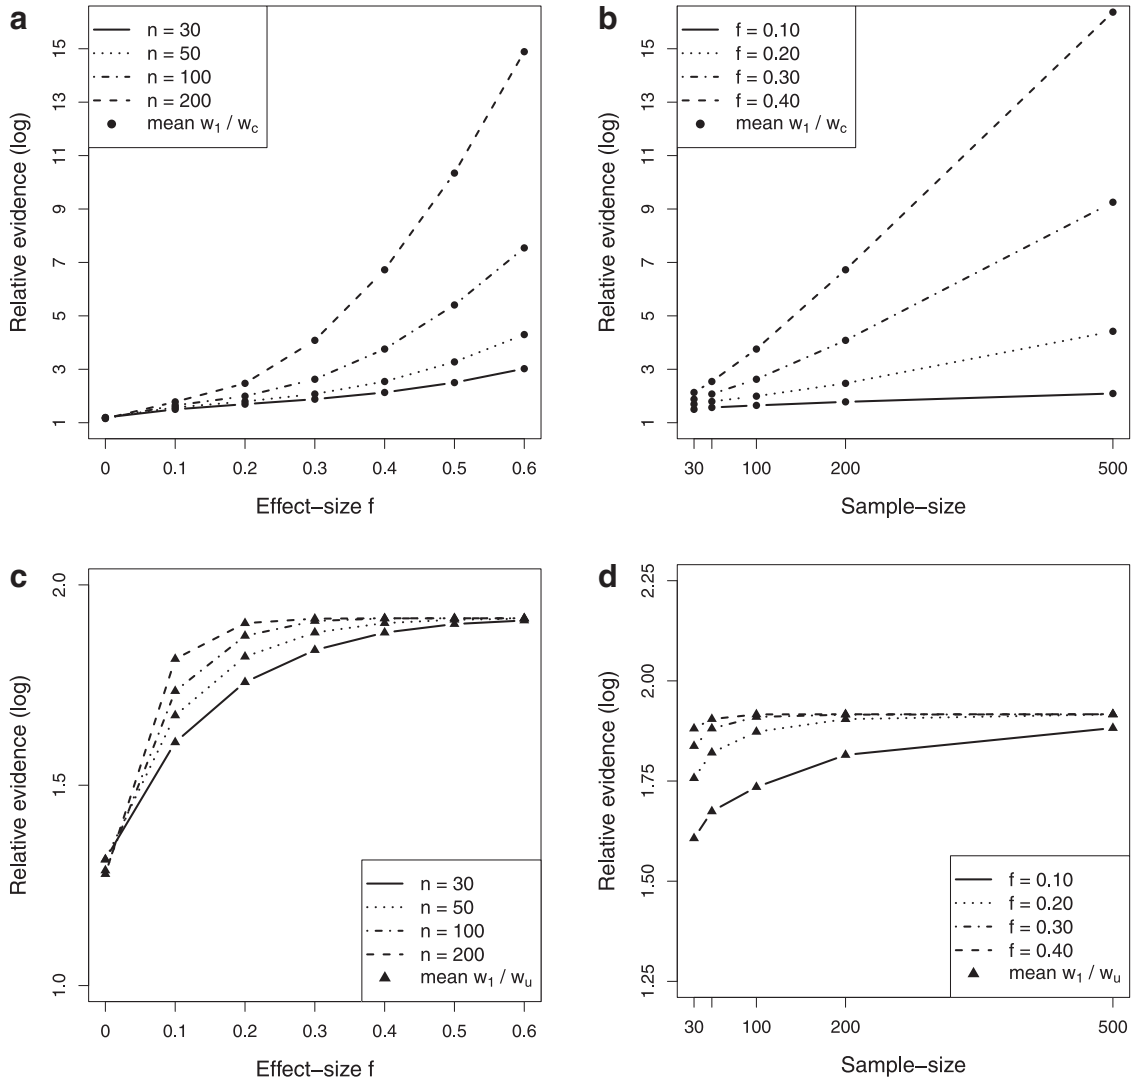 a
n = 30
n = 50
n = 100
n = 200
mean w1 / wc
Relative evidence (log)
15
13
11
9
7
5
3
1
0 0.1 0.2 0.3 0.4 0.5 0.6
Effect−size f
b
f = 0.10
f = 0.20
f = 0.30
f = 0.40
mean w1 / wc
Relative evidence (log)
15
13
11
9
7
5
3
1
30 100 200 500
Sample−size
c
Relative evidence (log)
2.0
1.5
1.0
n = 30
n = 50
n = 100
n = 200
mean w1 / wu
0 0.1 0.2 0.3 0.4 0.5 0.6
Effect−size f
d
Relative evidence (log)
2.25
2.00
1.75
1.50
1.25
f = 0.10
f = 0.20
f = 0.30
f = 0.40
mean w1 / wu
30 100 200 500
Sample−size